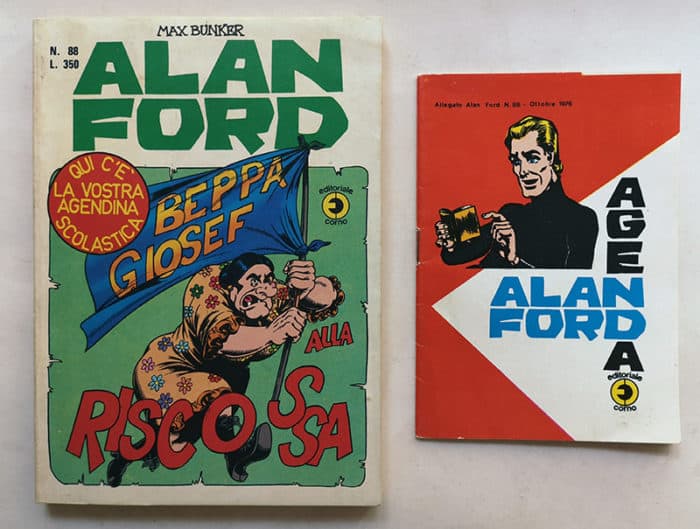 MAX BUNKER
N. 88
L. 350
ALAN
FORD
QUI C'È
LA VOSTRA
AGENDINA
SCOLASTICA
BEPPA
GIOSEF
editoriale
corno
ALLA
RISCOSSA
Allegato Alan Ford N. 88 - Ottobre 1976
AGENDA
ALAN
FORD
editoriale
corno